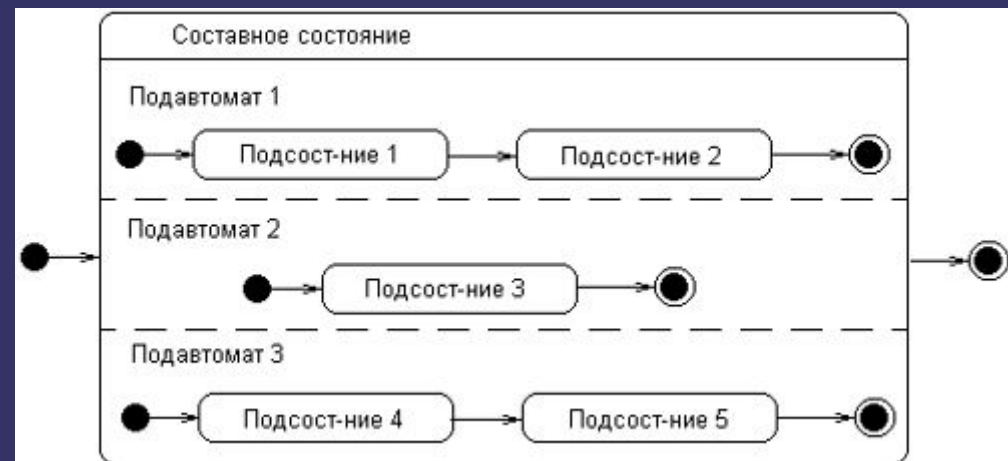 Составное состояние
Подавтомат 1
Подсост-ние 1
Подсост-ние 2
Подавтомат 2
Подсост-ние 3
Подавтомат 3
Подсост-ние 4
Подсост-ние 5